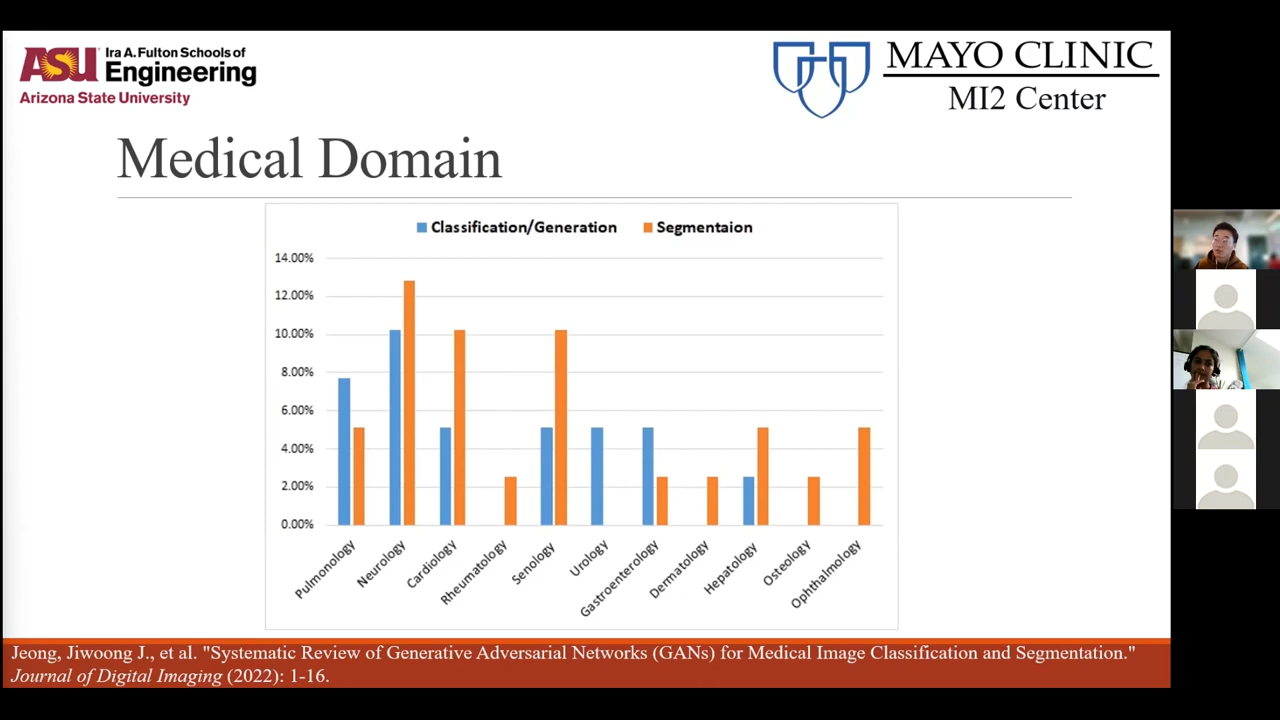 ASU Ira A. Fulton Schools of
Engineering
Arizona State University
MAYO CLINIC
MI2 Center
Medical Domain
Classification/Generation Segmentaion
14.00%
12.00%
10.00%
8.00%
6.00%
4.00%
2.00%
0.00%
Pulmonology
Neurology
Cardiology
Rheumatology
Senology
Urology
Gastroenterology
Dermatology
Hepatology
Osteology
Ophthalmology
Jeong, Jiwoong J., et al. "Systematic Review of Generative Adversarial Networks (GANs) for Medical Image Classification and Segmentation."
Journal of Digital Imaging (2022): 1-16.